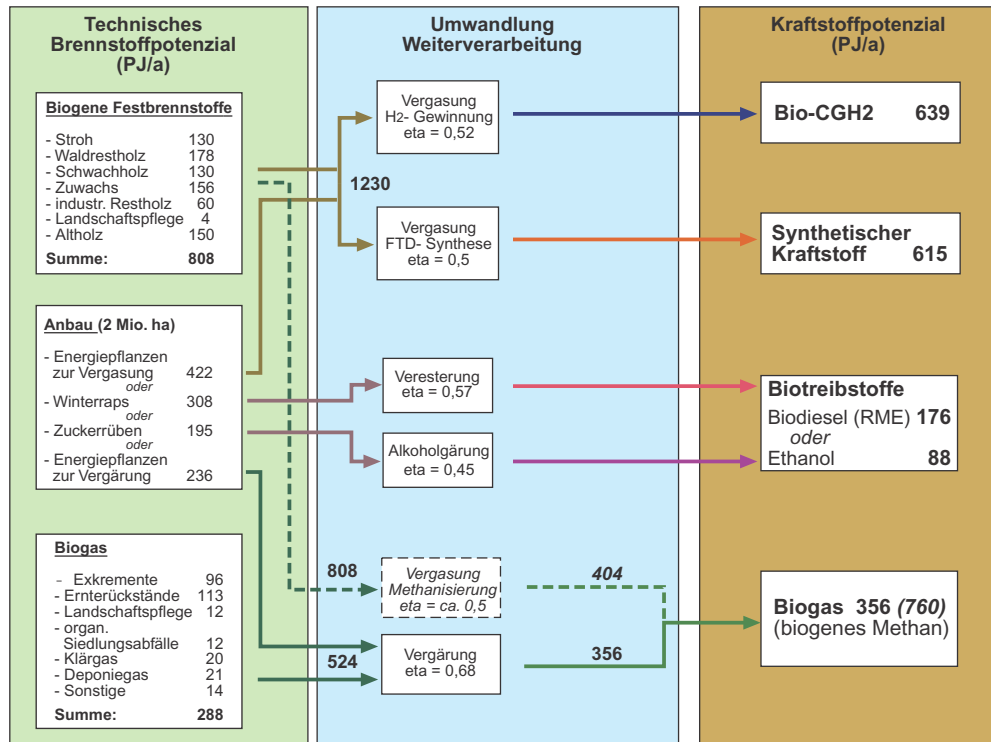 Technisches
Brennstoffpotenzial
(PJ/a)
Biogene Festbrennstoffe
- Stroh 130
- Waldrestholz 178
- Schwachholz 130
- Zuwachs 156
- industr. Restholz 60
- Landschaftspflege 4
- Altholz 150
Summe: 808
Anbau (2 Mio. ha)
- Energiepflanzen
zur Vergasung 422
oder
- Winterraps 308
oder
- Zuckerrüben 195
oder
- Energiepflanzen
zur Vergärung 236
Biogas
- Exkremente 96
- Ernterückstände 113
- Landschaftspflege 12
- organ.
Siedlungsabfälle 12
- Klärgas 20
- Deponiegas 21
- Sonstige 14
Summe: 288
Umwandlung
Weiterverarbeitung
Vergasung
H2- Gewinnung
eta = 0,52
1230
Vergasung
FTD- Synthese
eta = 0,5
Veresterung
eta = 0,57
Alkoholgärung
eta = 0,45
808
Vergasung
Methanisierung
eta = ca. 0,5
404
524
Vergärung
eta = 0,68
356
Kraftstoffpotenzial
(PJ/a)
Bio-CGH2 639
Synthetischer
Kraftstoff 615
Biotreibstoffe
Biodiesel (RME) 176
oder
Ethanol 88
Biogas 356 (760)
(biogenes Methan)